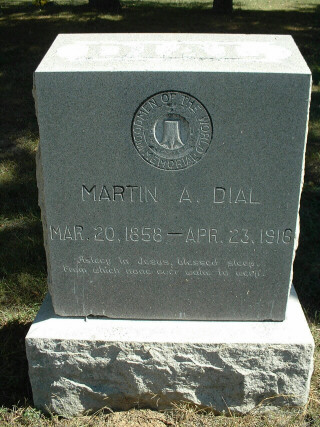 DIAL
WOODMEN OF THE WORLD
MEMORIAL
MARTIN A. DIAL
MAR. 20, 1858 — APR. 23, 1916
Asleep in Jesus, blessed sleep,
From which none ever wake to weep.